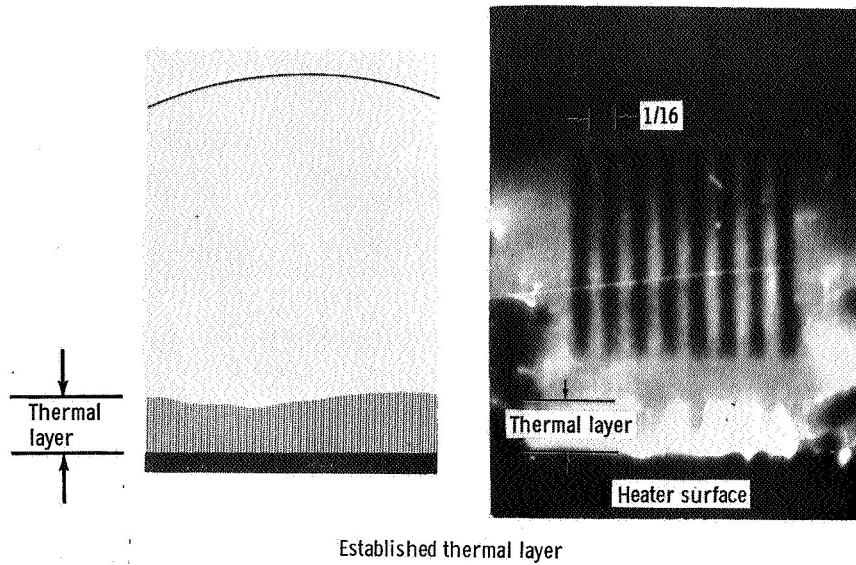 1/16
Thermal
layer
Thermal layer
Heater surface
Established thermal layer